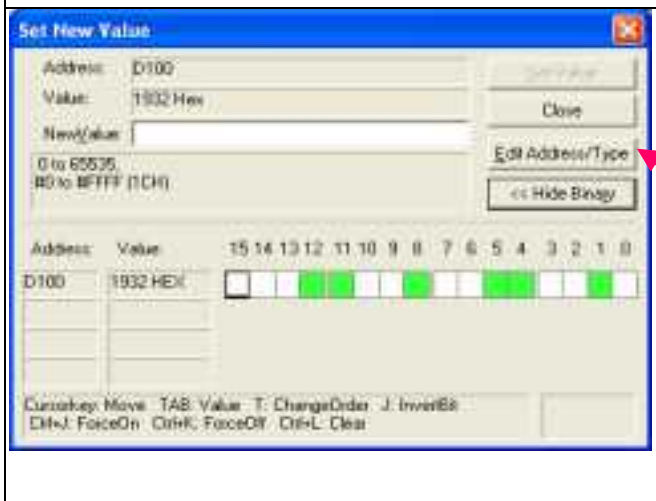 Set New Value
Address: D100
Value: 1932 Hex
New Value
Set Value
Close
0 to 65535,
#0 to #FFFF (1CH)
Edit Address/Type
<< Hide Binary
Address: Value: 15 14 13 12 11 10 9 8 7 6 5 4 3 2 1 0
D100 1932 HEX
Cursorkey: Move TAB: Value T: ChangeOrder J: InvertBit
Ctrl+J: ForceOn Ctrl+K: ForceOff Ctrl+L: Clear